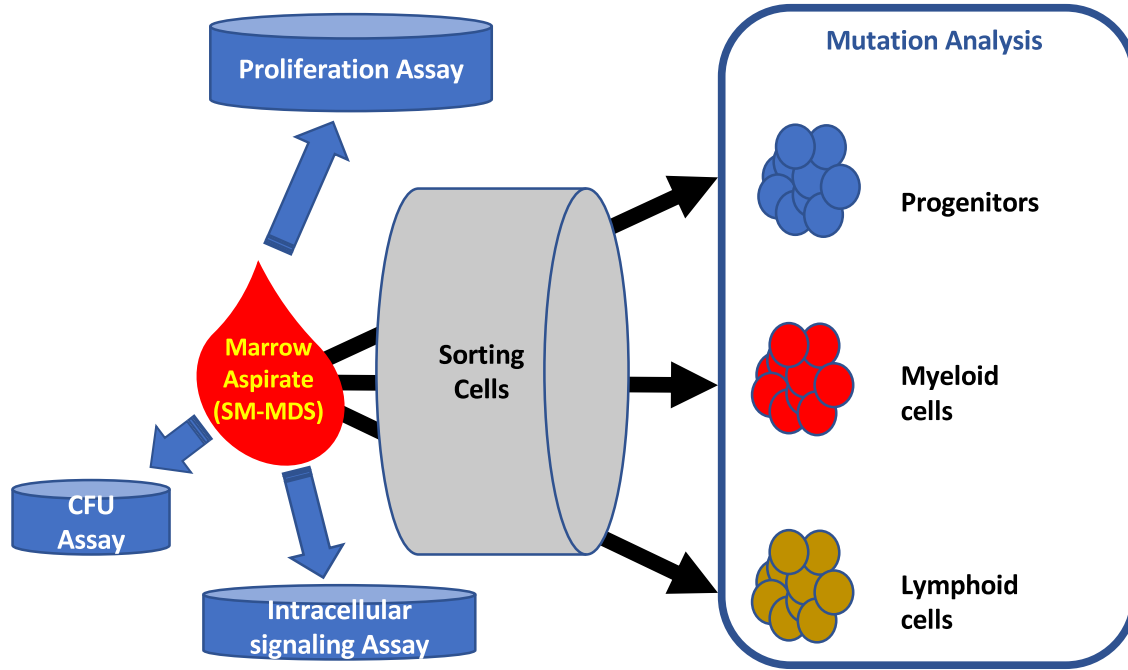 Proliferation Assay
Marrow
Aspirate
(SM-MDS)
CFU
Assay
Intracellular
signaling Assay
Sorting
Cells
Mutation Analysis
Progenitors
Myeloid
cells
Lymphoid
cells